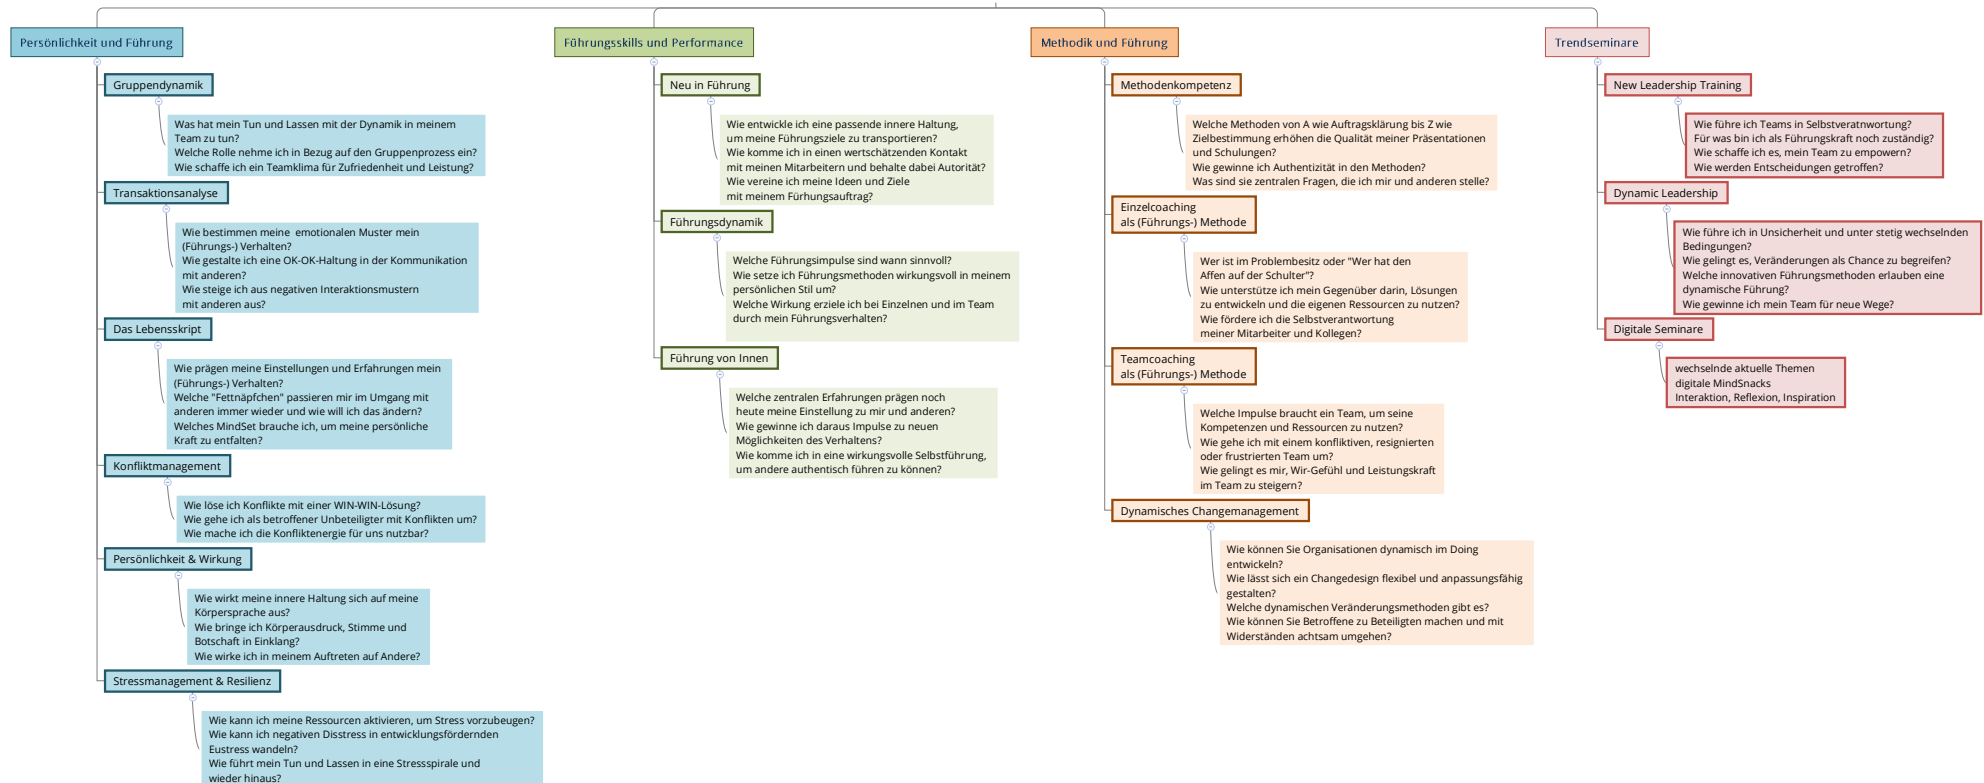 Persönlichkeit und Führung
Gruppendynamik
Was hat mein Tun und Lassen mit der Dynamik in meinem
Team zu tun?
Welche Rolle nehme ich in Bezug auf den Gruppenprozess ein?
Wie schaffe ich ein Teamklima für Zufriedenheit und Leistung?
Transaktionsanalyse
Wie bestimmen meine  emotionalen Muster mein
(Führungs-) Verhalten?
Wie gestalte ich eine OK-OK-Haltung in der Kommunikation
mit anderen?
Wie steige ich aus negativen Interaktionsmustern
mit anderen aus?
Das Lebensskript
Wie prägen meine Einstellungen und Erfahrungen mein
(Führungs-) Verhalten?
Welche "Fettnäpfchen" passieren mir im Umgang mit
anderen immer wieder und wie will ich das ändern?
Welches MindSet brauche ich, um meine persönliche
Kraft zu entfalten?
Konfliktmanagement
Wie löse ich Konflikte mit einer WIN-WIN-Lösung?
Wie gehe ich als betroffener Unbeteiligter mit Konflikten um?
Wie mache ich die Konfliktenergie für uns nutzbar?
Persönlichkeit & Wirkung
Wie wirkt meine innere Haltung sich auf meine
Körpersprache aus?
Wie bringe ich Körperausdruck, Stimme und
Botschaft in Einklang?
Wie wirke ich in meinem Auftreten auf Andere?
Stressmanagement & Resilienz
Wie kann ich meine Ressourcen aktivieren, um Stress vorzubeugen?
Wie kann ich negativen Disstress in entwicklungsfördernden
Eustress wandeln?
Wie führt mein Tun und Lassen in eine Stressspirale und
wieder hinaus?
Führungsskills und Performance
Neu in Führung
Wie entwickle ich eine passende innere Haltung,
um meine Führungsziele zu transportieren?
Wie komme ich in einen wertschätzenden Kontakt
mit meinen Mitarbeitern und behalte dabei Autorität?
Wie vereine ich meine Ideen und Ziele
mit meinem Fürhungsauftrag?
Führungsdynamik
Welche Führungsimpulse sind wann sinnvoll?
Wie setze ich Führungsmethoden wirkungsvoll in meinem
persönlichen Stil um?
Welche Wirkung erziele ich bei Einzelnen und im Team
durch mein Führungsverhalten?
Führung von Innen
Welche zentralen Erfahrungen prägen noch
heute meine Einstellung zu mir und anderen?
Wie gewinne ich daraus Impulse zu neuen
Möglichkeiten des Verhaltens?
Wie komme ich in eine wirkungsvolle Selbstführung,
um andere authentisch führen zu können?
Methodik und Führung
Methodenkompetenz
Welche Methoden von A wie Auftragsklärung bis Z wie
Zielbestimmung erhöhen die Qualität meiner Präsentationen
und Schulungen?
Wie gewinne ich Authentizität in den Methoden?
Was sind sie zentralen Fragen, die ich mir und anderen stelle?
Einzelcoaching
als (Führungs-) Methode
Wer ist im Problembesitz oder "Wer hat den
Affen auf der Schulter"?
Wie unterstütze ich mein Gegenüber darin, Lösungen
zu entwickeln und die eigenen Ressourcen zu nutzen?
Wie fördere ich die Selbstverantwortung
meiner Mitarbeiter und Kollegen?
Teamcoaching
als (Führungs-) Methode
Welche Impulse braucht ein Team, um seine
Kompetenzen und Ressourcen zu nutzen?
Wie gehe ich mit einem konfliktiven, resignierten
oder frustrierten Team um?
Wie gelingt es mir, Wir-Gefühl und Leistungskraft
im Team zu steigern?
Dynamisches Changemanagement
Wie können Sie Organisationen dynamisch im Doing
entwickeln?
Wie lässt sich ein Changedesign flexibel und anpassungsfähig
gestalten?
Welche dynamischen Veränderungsmethoden gibt es?
Wie können Sie Betroffene zu Beteiligten machen und mit
Widerständen achtsam umgehen?
Trendseminare
New Leadership Training
Wie führe ich Teams in Selbstveratnwortung?
Für was bin ich als Führungskraft noch zuständig?
Wie schaffe ich es, mein Team zu empowern?
Wie werden Entscheidungen getroffen?
Dynamic Leadership
Wie führe ich in Unsicherheit und unter stetig wechselnden
Bedingungen?
Wie gelingt es, Veränderungen als Chance zu begreifen?
Welche innovativen Führungsmethoden erlauben eine
dynamische Führung?
Wie gewinne ich mein Team für neue Wege?
Digitale Seminare
wechselnde aktuelle Themen
digitale MindSnacks
Interaktion, Reflexion, Inspiration